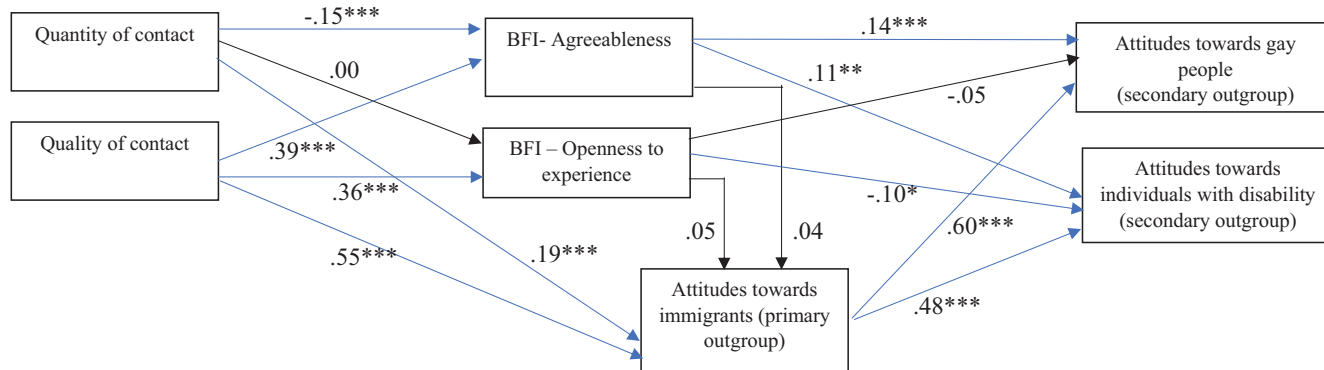 Quantity of contact
-.15***
BFI- Agreeableness
.14***
Attitudes towards gay
people
(secondary outgroup)
.00
.11**
-.05
Quality of contact
.39***
BFI – Openness to
experience
.36***
-.10*
Attitudes towards
individuals with disability
(secondary outgroup)
.55***
.19***
.05
.04
.60***
Attitudes towards
immigrants (primary
outgroup)
.48***